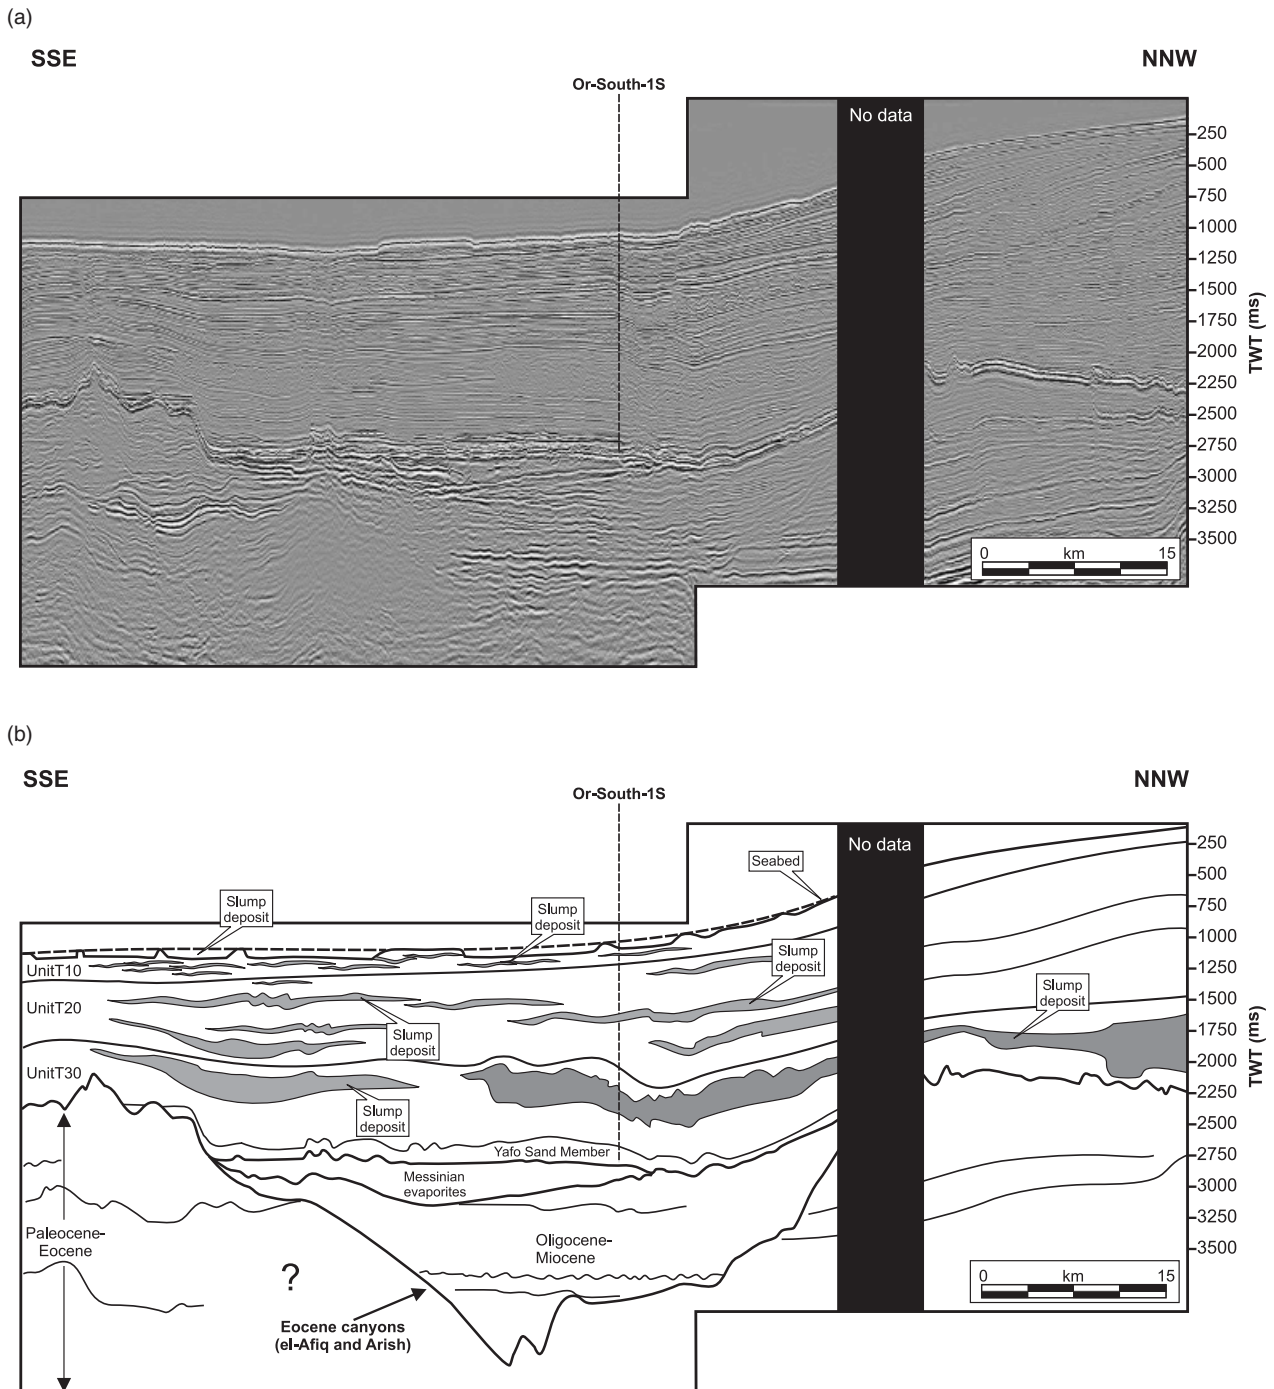 (a)
SSE
NNW
Or-South-1S
No data
250
500
750
1000
1250
1500
1750
2000
2250
2500
2750
3000
3250
3500
TWT (ms)
0 km 15
(b)
SSE
NNW
Or-South-1S
No data
Seabed
Slump
deposit
Slump
deposit
Slump
deposit
Slump
deposit
Slump
deposit
Slump
deposit
UnitT10
UnitT20
UnitT30
Yafo Sand Member
Messinian
evaporites
Paleocene-
Eocene
Oligocene-
Miocene
?
Eocene canyons
(el-Afiq and Arish)
250
500
750
1000
1250
1500
1750
2000
2250
2500
2750
3000
3250
3500
TWT (ms)
0 km 15